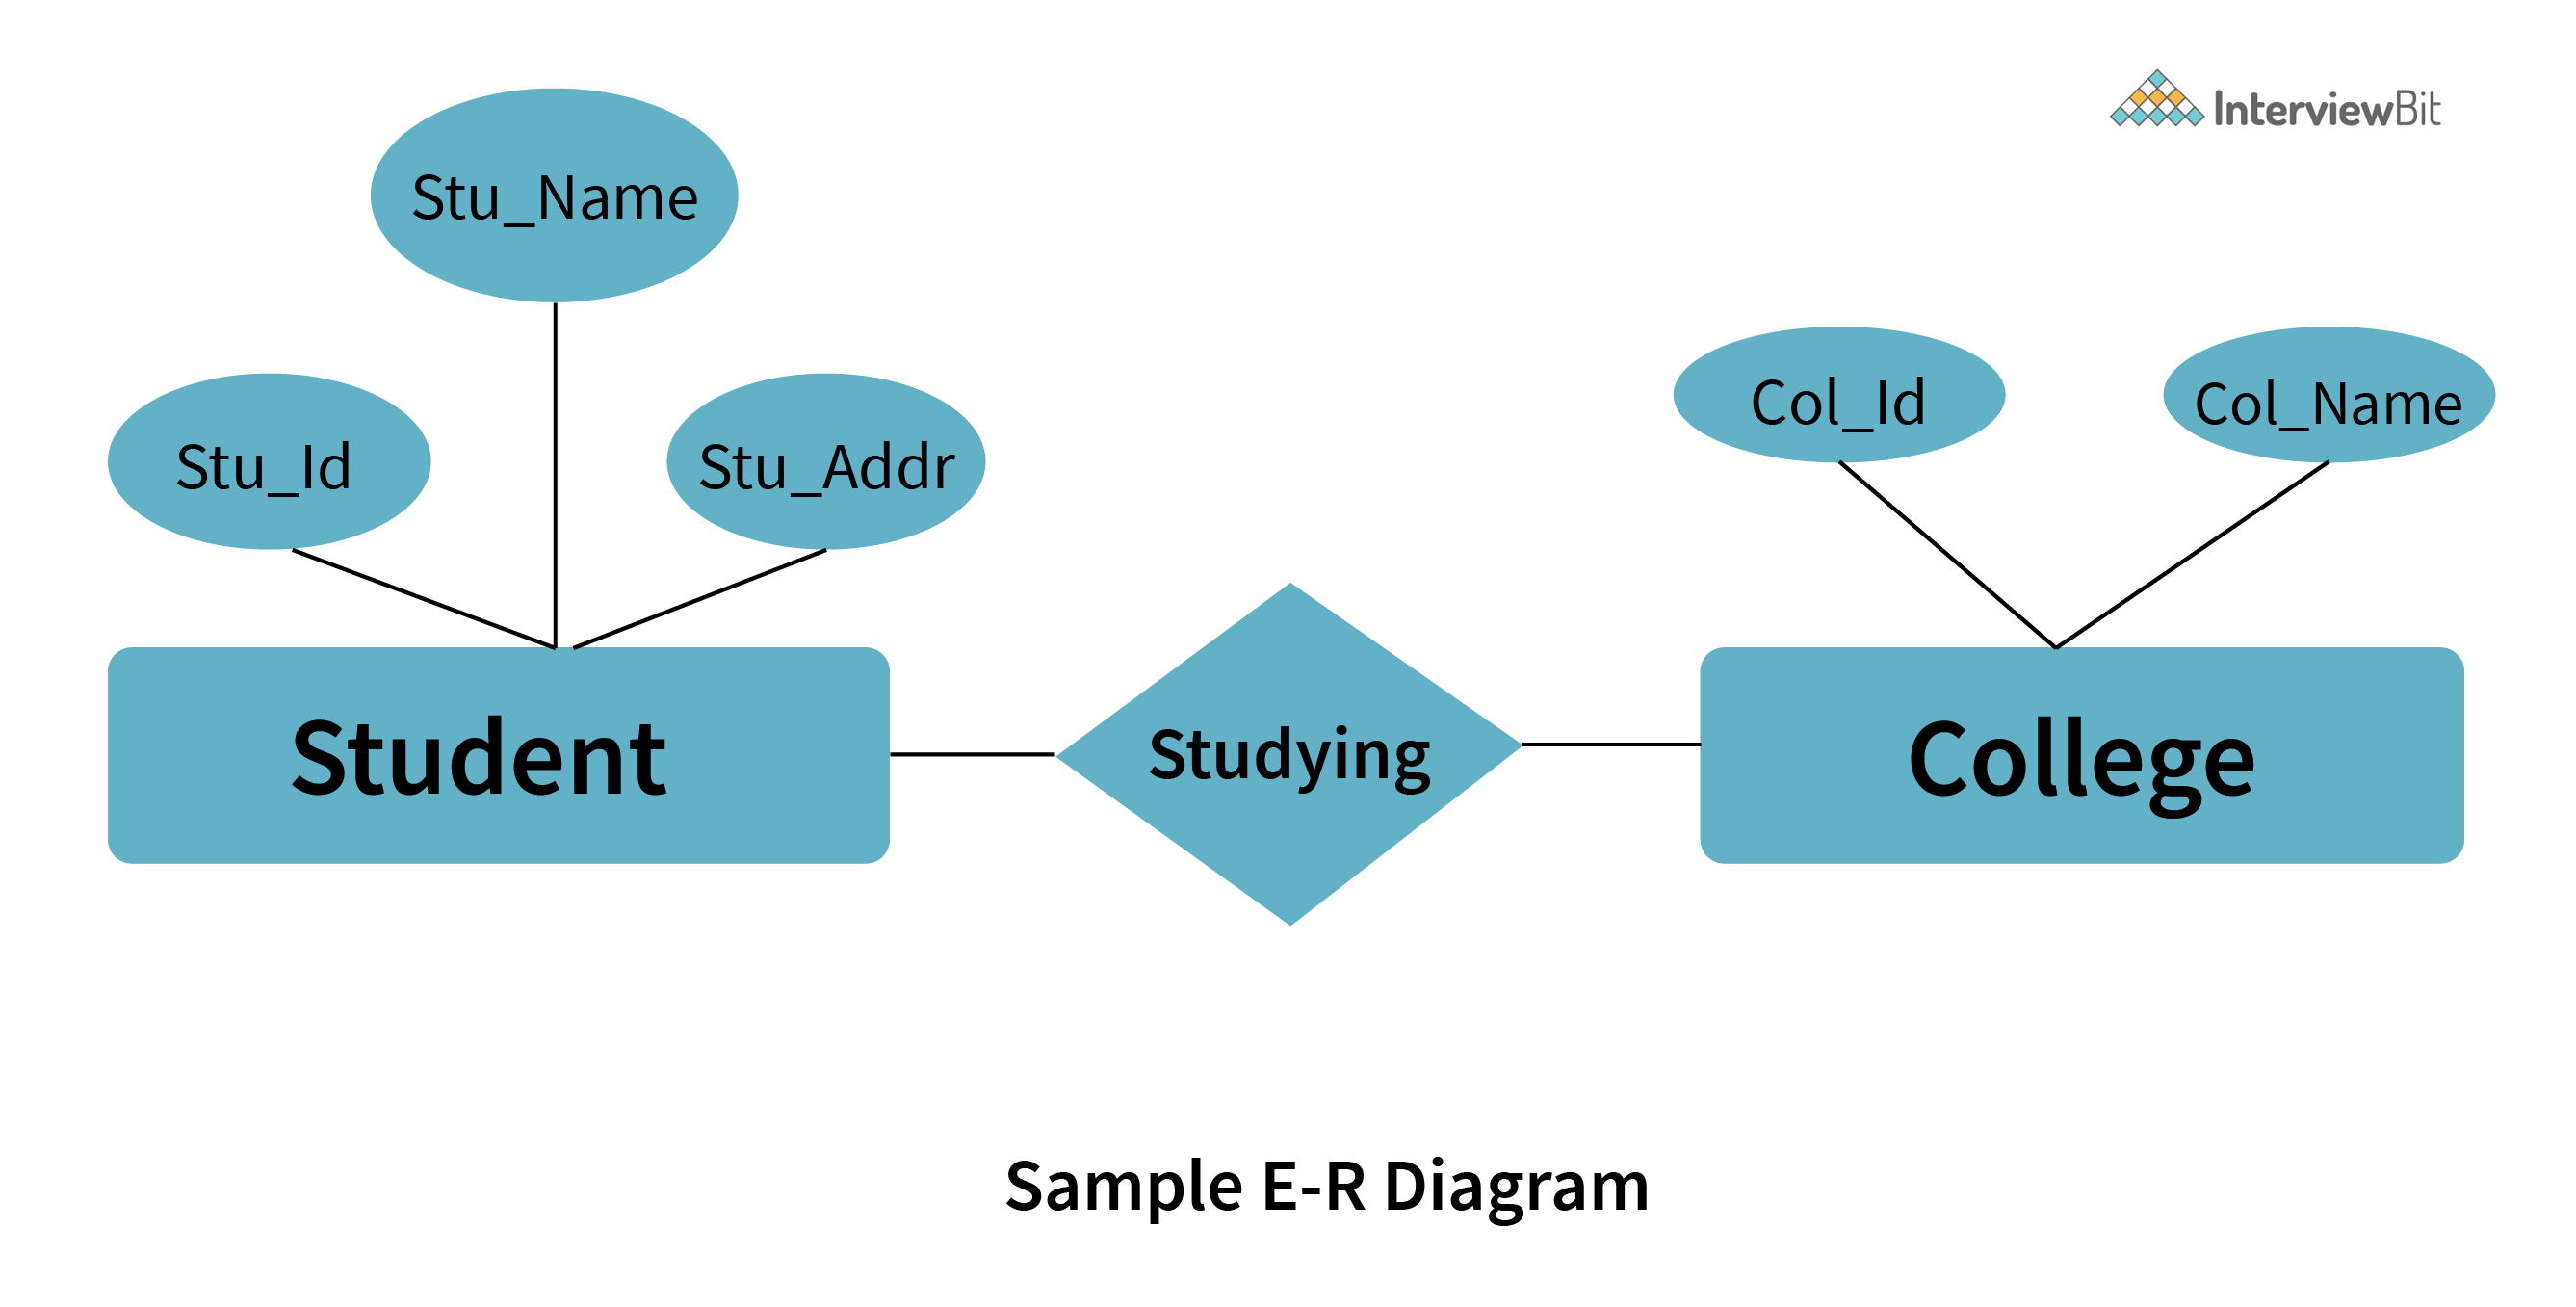 InterviewBit
Stu_Name
Stu_Id
Stu_Addr
Col_Id
Col_Name
Student
Studying
College
Sample E-R Diagram